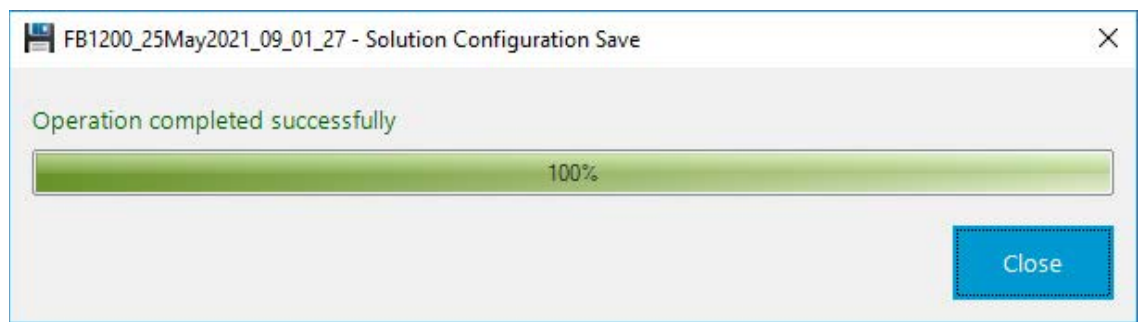 FB1200_25May2021_09_01_27 - Solution Configuration Save
Operation completed successfully
100%
Close